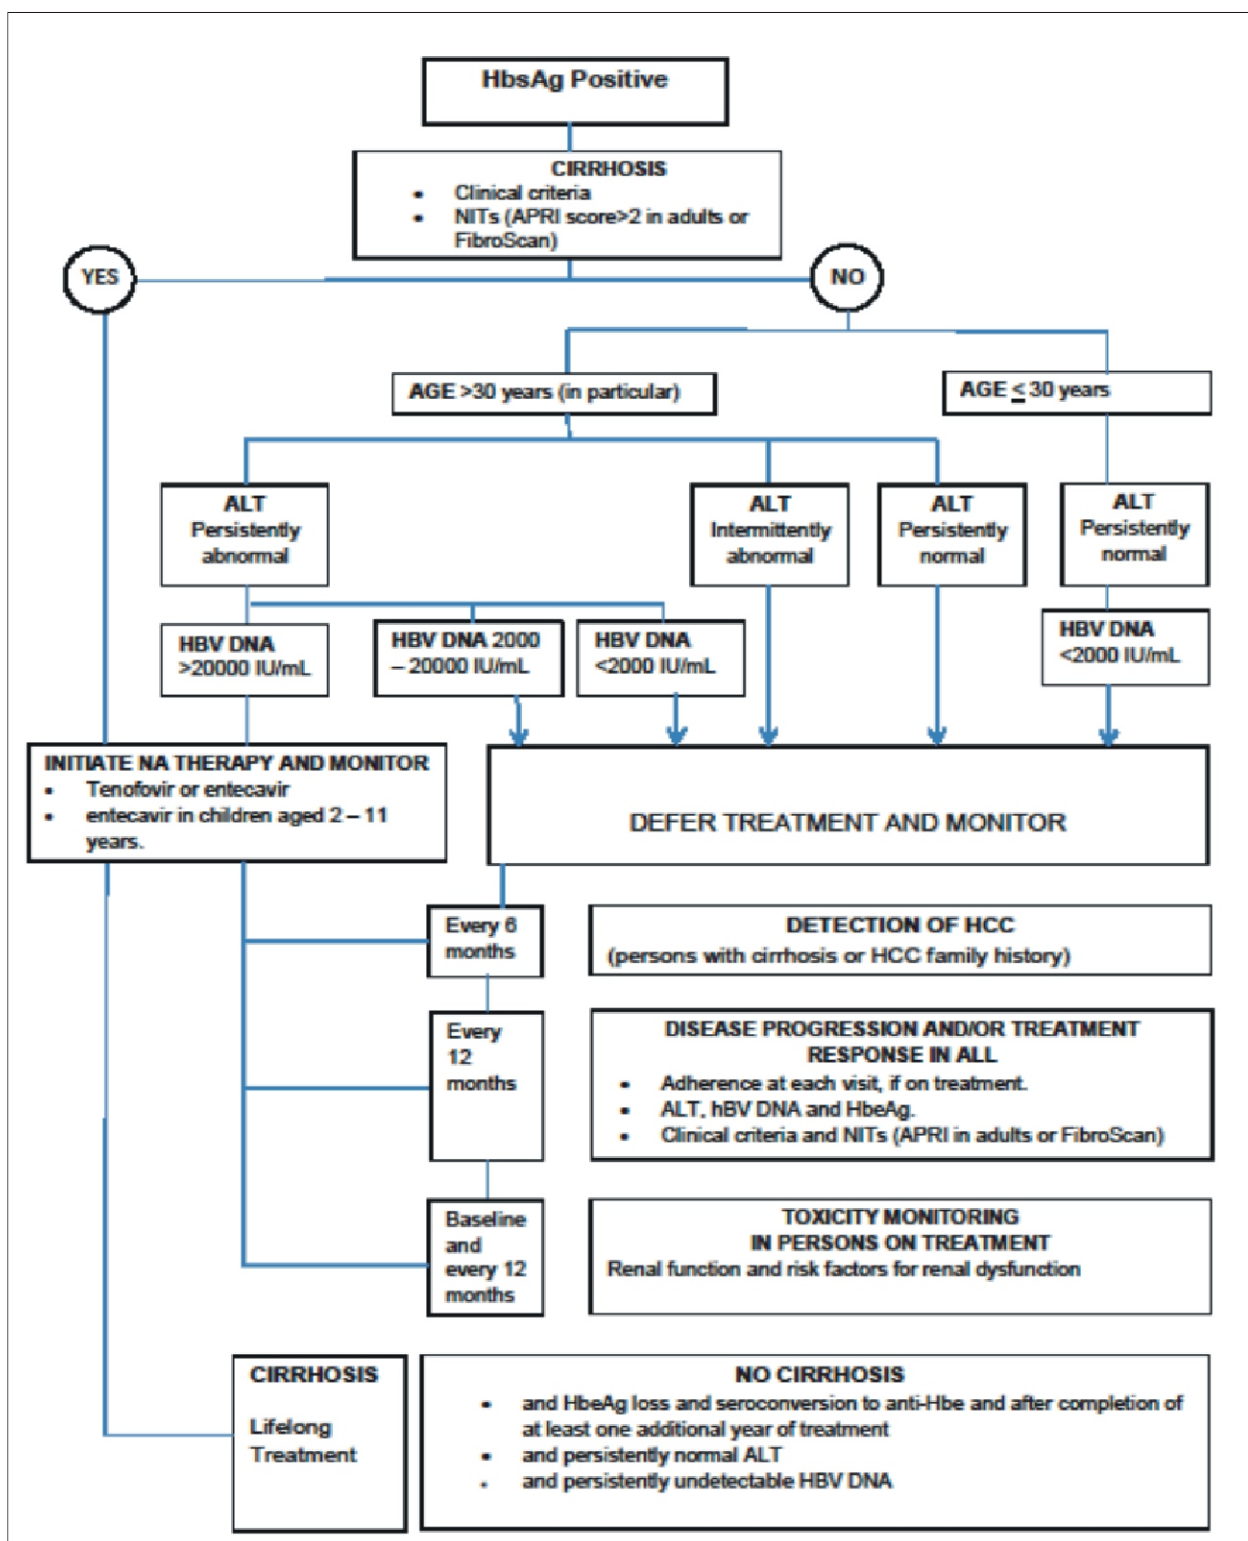 HbsAg Positive
CIRRHOSIS
• Clinical criteria
• NITs (APRI score>2 in adults or
FibroScan)
YES
NO
AGE >30 years (in particular)
AGE ≤ 30 years
ALT
Persistently
abnormal
ALT
Intermittently
abnormal
ALT
Persistently
normal
ALT
Persistently
normal
HBV DNA
>20000 IU/mL
HBV DNA 2000
– 20000 IU/mL
HBV DNA
<2000 IU/mL
HBV DNA
<2000 IU/mL
INITIATE NA THERAPY AND MONITOR
• Tenofovir or entecavir
• entecavir in children aged 2 – 11
years.
DEFER TREATMENT AND MONITOR
Every 6
months
DETECTION OF HCC
(persons with cirrhosis or HCC family history)
Every
12
months
DISEASE PROGRESSION AND/OR TREATMENT
RESPONSE IN ALL
• Adherence at each visit, if on treatment.
• ALT, hBV DNA and HbeAg.
• Clinical criteria and NITs (APRI in adults or FibroScan)
Baseline
and
every 12
months
TOXICITY MONITORING
IN PERSONS ON TREATMENT
Renal function and risk factors for renal dysfunction
CIRRHOSIS
Lifelong
Treatment
NO CIRRHOSIS
• and HbeAg loss and seroconversion to anti-Hbe and after completion of
at least one additional year of treatment
• and persistently normal ALT
• and persistently undetectable HBV DNA